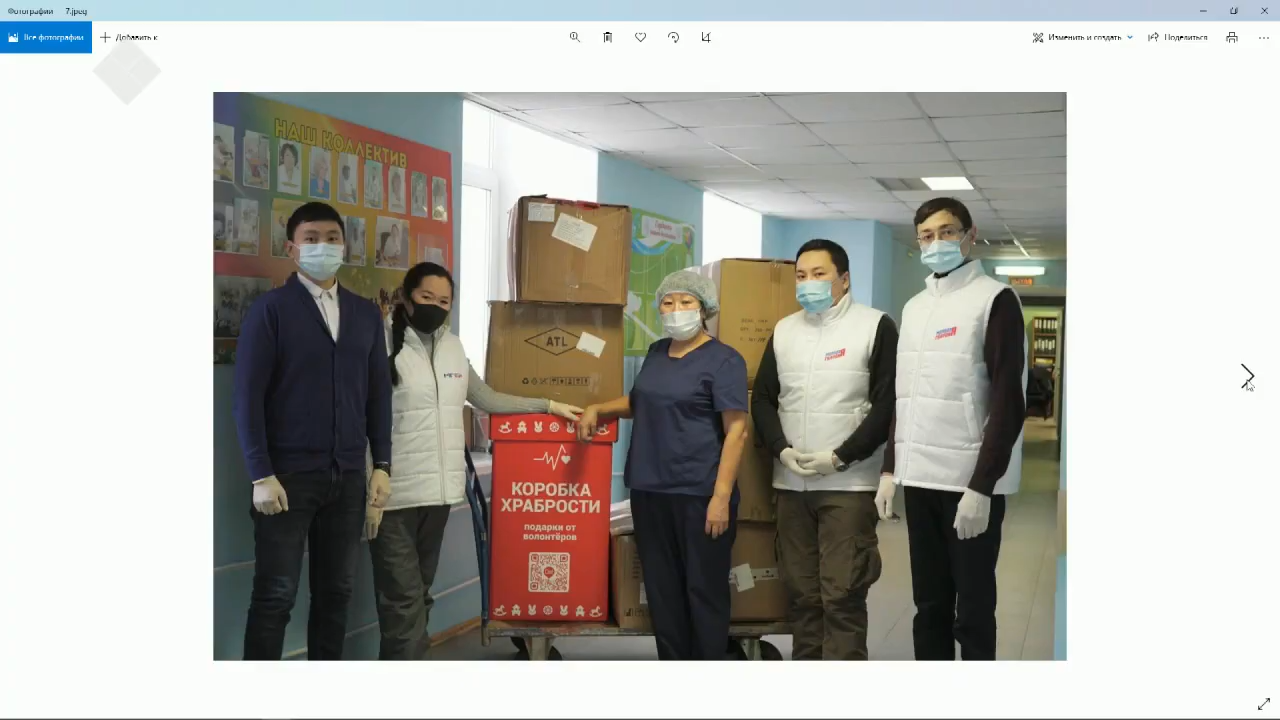 Фотографии 7.jpeg
Все фотографии
Добавить к
Изменить и создать
Поделиться
НАШ КОЛЛЕКТИВ
ATL
КОРОБКА
ХРАБРОСТИ
подарки от
волонтёров